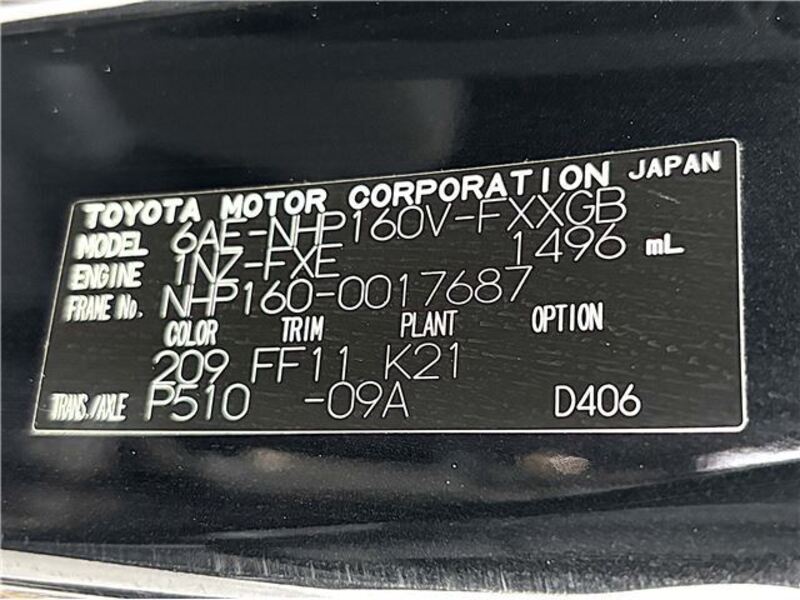 TOYOTA MOTOR CORPORATION JAPAN
MODEL 6AE-NHP160V-FXXGB
ENGINE 1NZ-FXE 1496 mL
FRAME No. NHP160-0017687
COLOR TRIM PLANT OPTION
209 FF11 K21
TRANS./AXLE P510 -09A D406